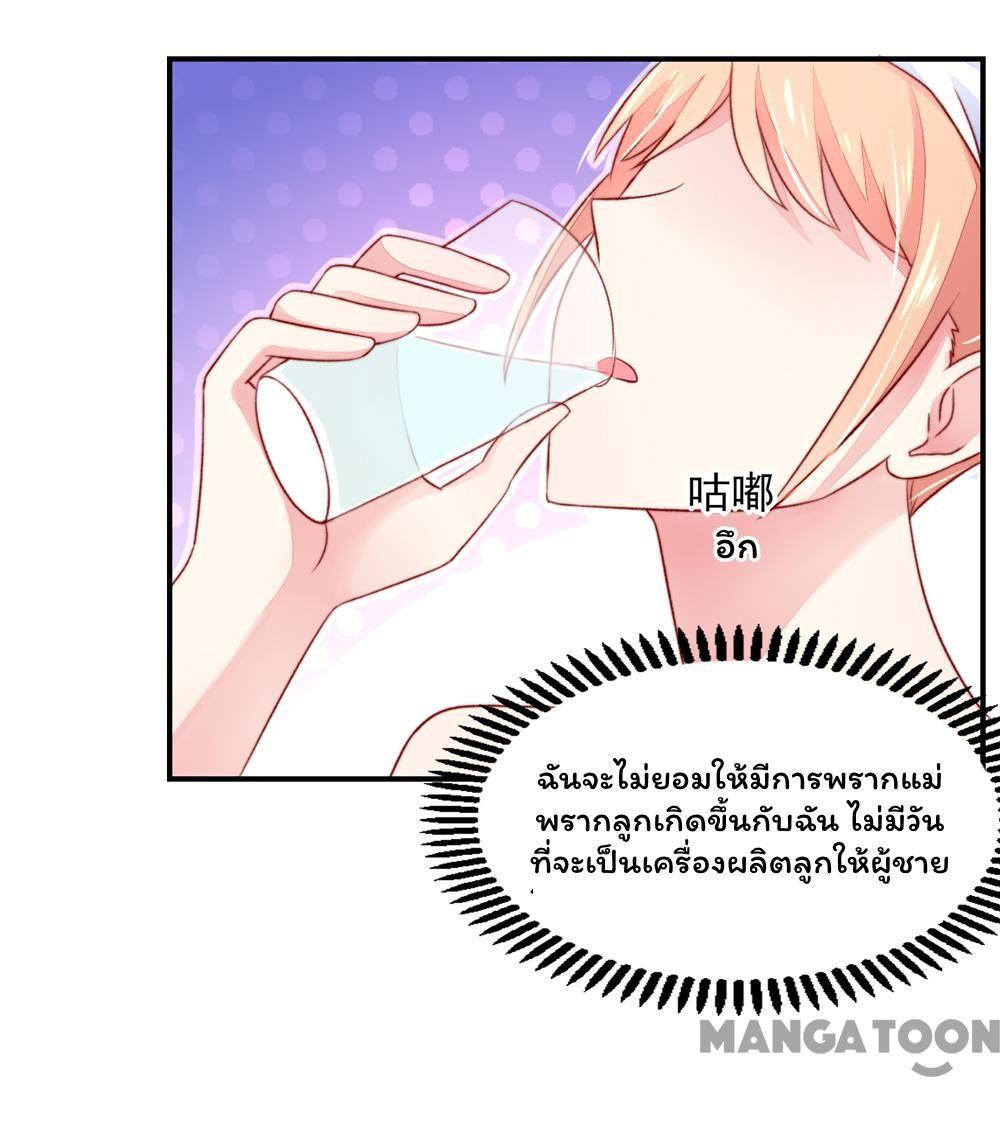 咕嘟
อึก
ฉันจะไม่ยอมให้มีการพรากแม่
พรากลูกเกิดขึ้นกับฉัน ไม่มีวัน
ที่จะเป็นเครื่องผลิตลูกให้ผู้ชาย
MANGATOON